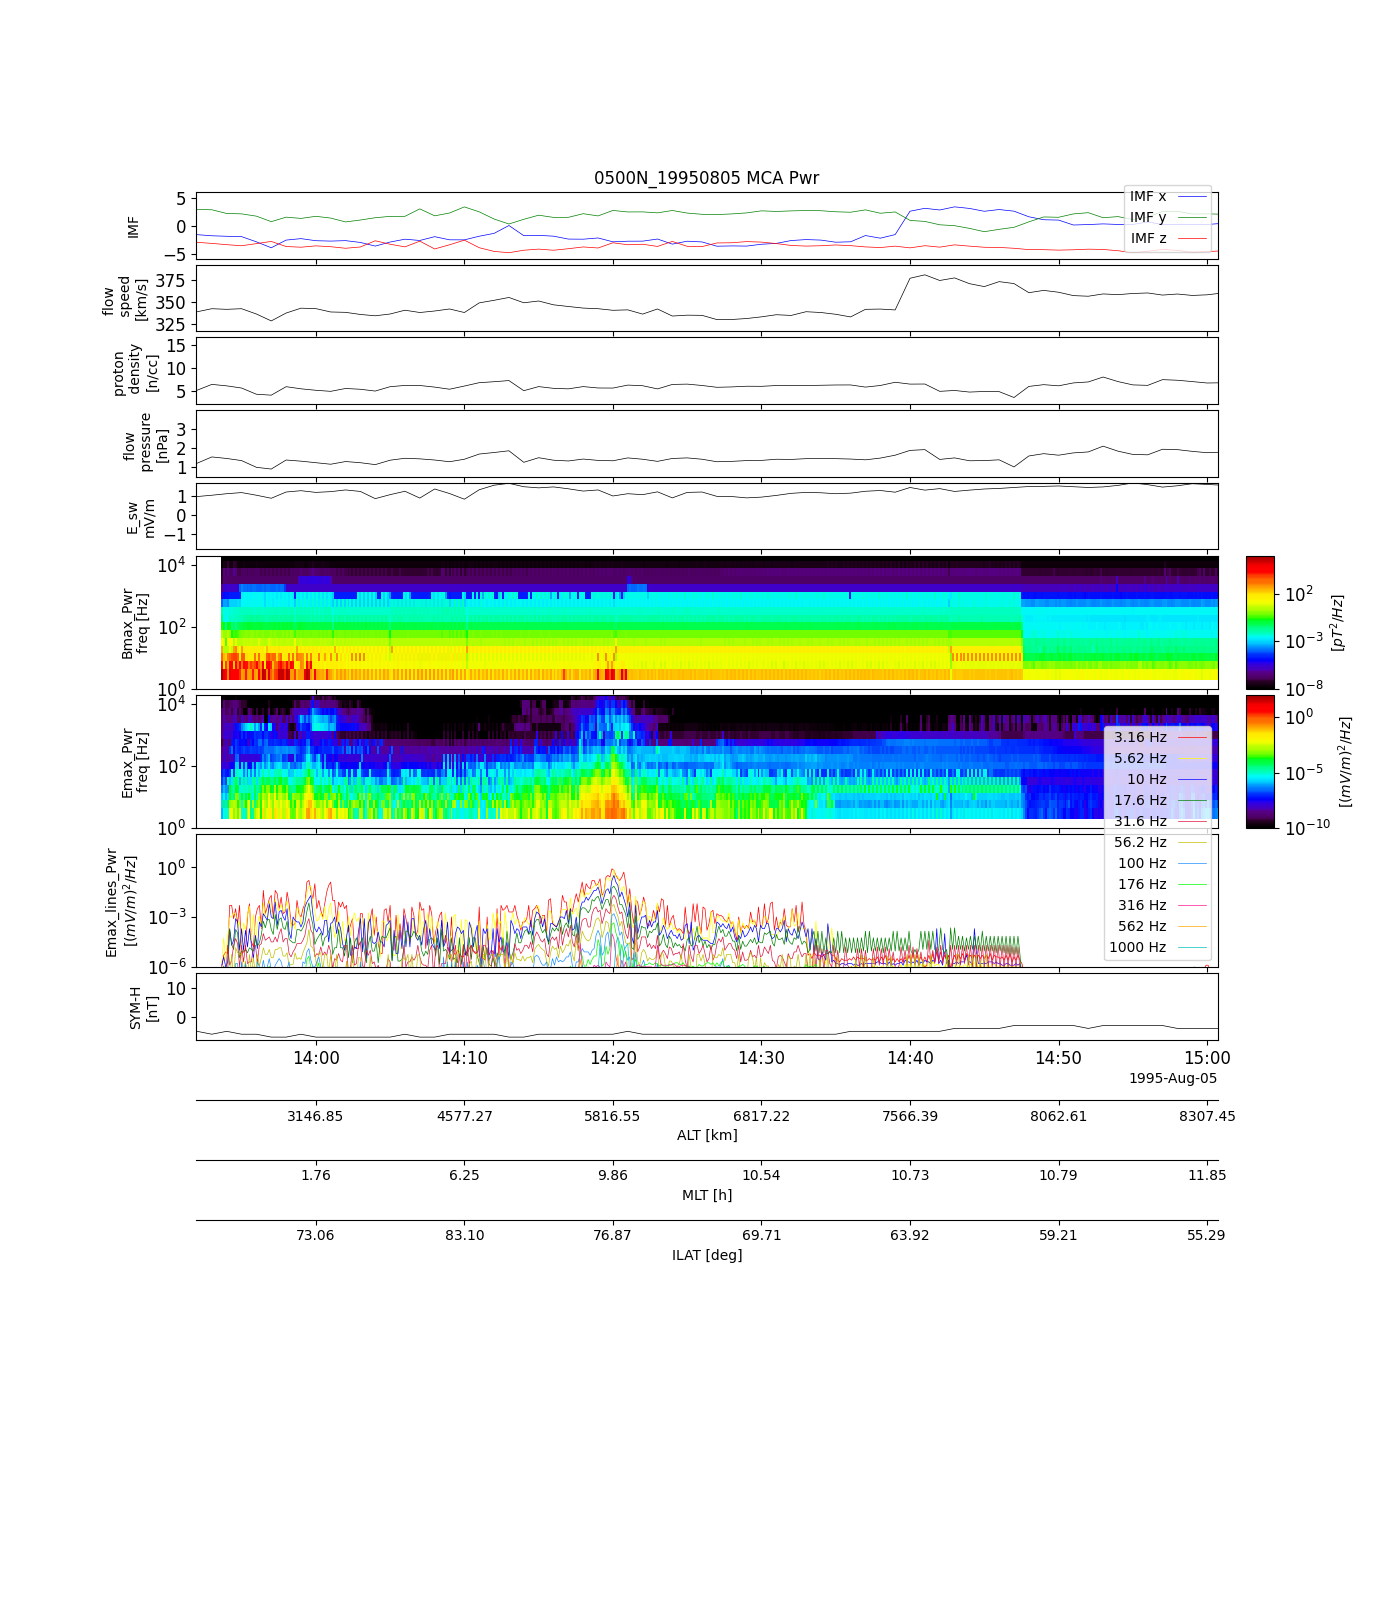 0500N_19950805 MCA Pwr
IMF
5
0
−5
IMF x
IMF y
IMF z
flow
speed
[km/s]
375
350
325
proton
density
[n/cc]
15
10
5
flow
pressure
[nPa]
3
2
1
E_sw
mV/m
1
0
−1
Bmax_Pwr
freq [Hz]
10^4
10^2
10^0
10^2
10^−3
10^−8
[pT^2/Hz]
Emax_Pwr
freq [Hz]
10^4
10^2
10^0
10^0
10^−5
10^−10
[(mV/m)^2/Hz]
3.16 Hz
5.62 Hz
10 Hz
17.6 Hz
31.6 Hz
56.2 Hz
100 Hz
176 Hz
316 Hz
562 Hz
1000 Hz
Emax_lines_Pwr
[(mV/m)^2/Hz]
10^0
10^−3
10^−6
SYM-H
[nT]
10
0
14:00 14:10 14:20 14:30 14:40 14:50 15:00
1995-Aug-05
3146.85 4577.27 5816.55 6817.22 7566.39 8062.61 8307.45
ALT [km]
1.76 6.25 9.86 10.54 10.73 10.79 11.85
MLT [h]
73.06 83.10 76.87 69.71 63.92 59.21 55.29
ILAT [deg]